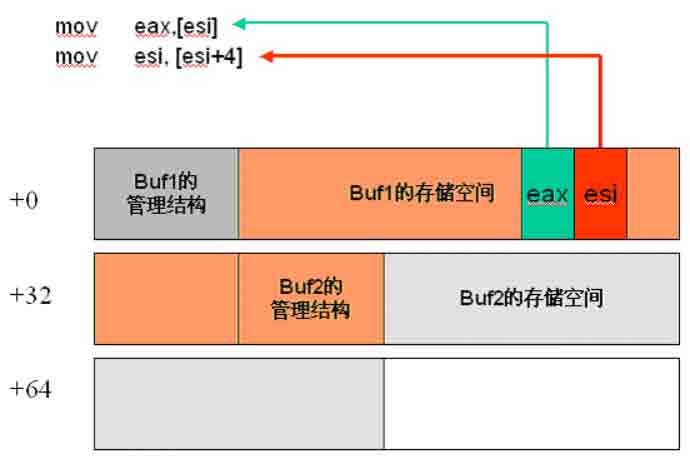 mov eax,[esi]
mov esi, [esi+4]
+0
Buf1的
管理结构
Buf1的存储空间
eax
esi
+32
Buf2的
管理结构
Buf2的存储空间
+64